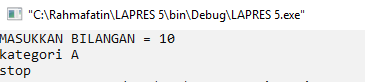 "C:\Rahmafatin\LAPRES 5\bin\Debug\LAPRES 5.exe"
MASUKKAN BILANGAN = 10
kategori A
stop